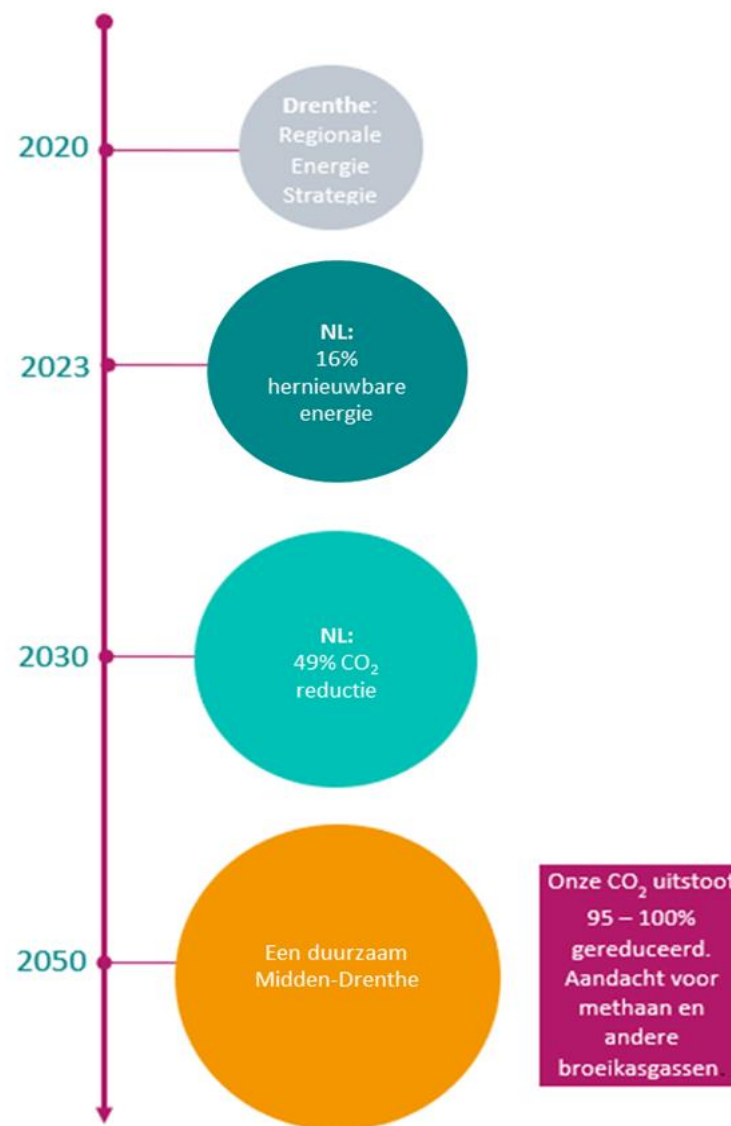 2020
Drenthe:
Regionale
Energie
Strategie
2023
NL:
16%
hernieuwbare
energie
2030
NL:
49% CO₂
reductie
2050
Een duurzaam
Midden-Drenthe
Onze CO₂ uitstoot
95 – 100%
gereduceerd.
Aandacht voor
methaan en
andere
broeikasgassen.